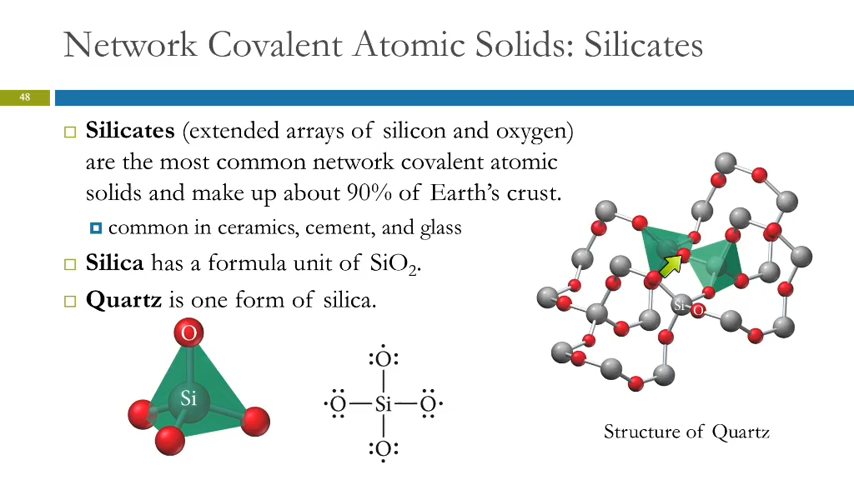 Network Covalent Atomic Solids: Silicates
48
Silicates (extended arrays of silicon and oxygen)
are the most common network covalent atomic
solids and make up about 90% of Earth's crust.
common in ceramics, cement, and glass
Silica has a formula unit of SiO₂.
Quartz is one form of silica.
O
Si
:Ȯ:
·Ö—Si—Ö·
:O:
Si
O
Structure of Quartz